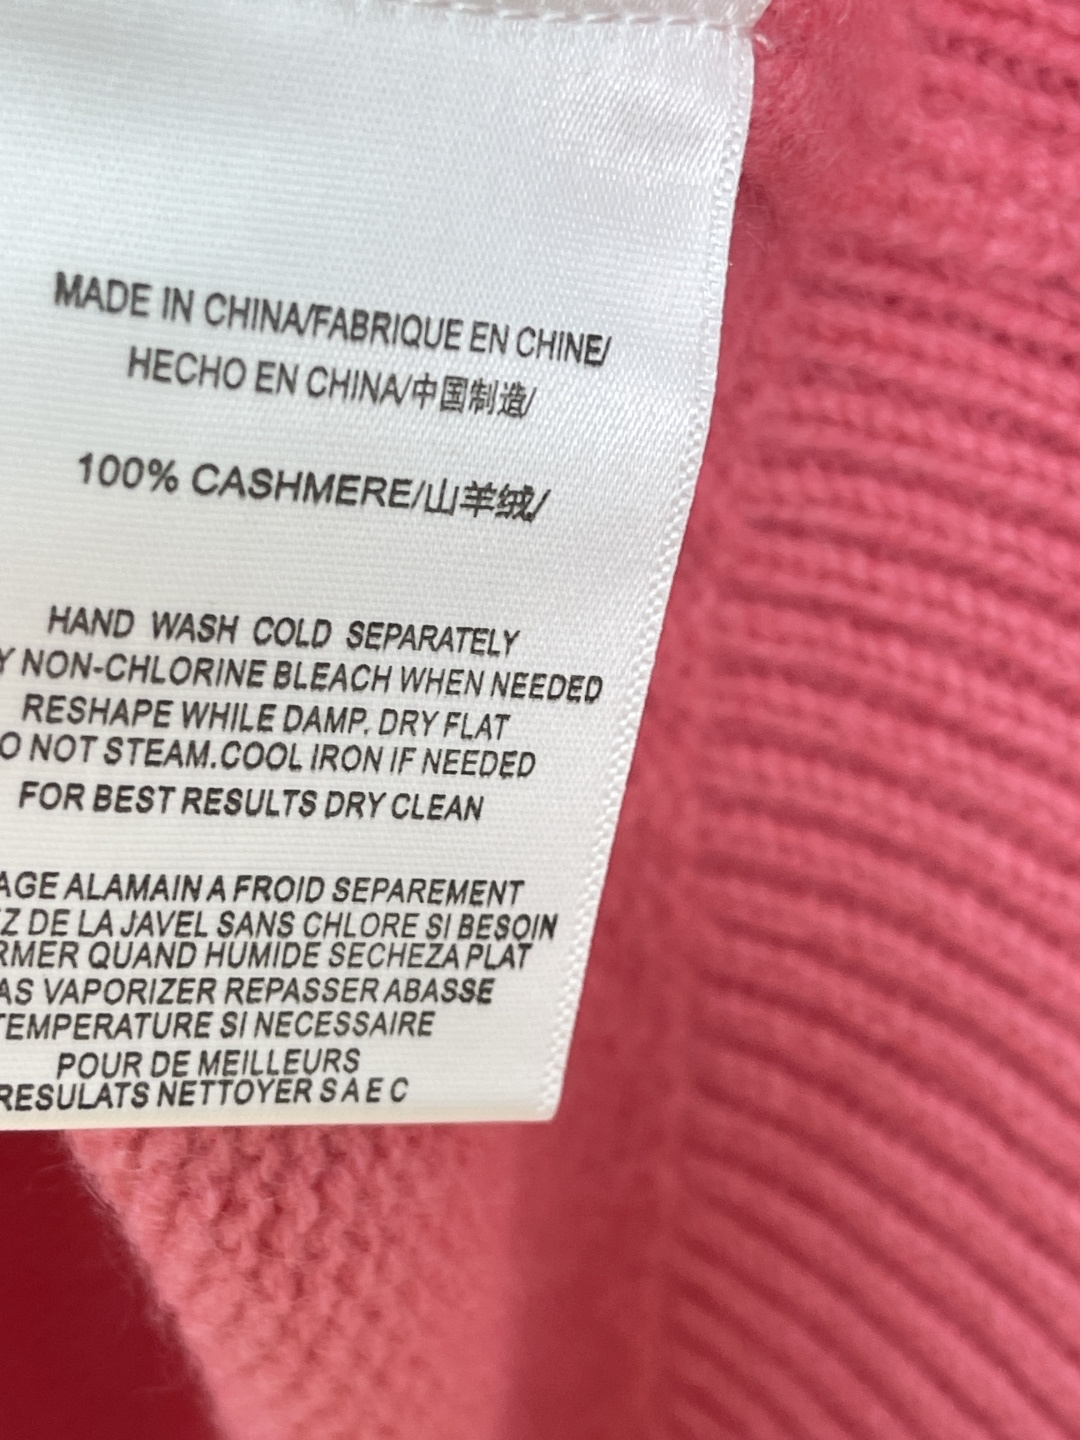 MADE IN CHINA/FABRIQUE EN CHINE/
HECHO EN CHINA/中国制造/
100% CASHMERE/山羊绒/
HAND WASH COLD SEPARATELY
Y NON-CHLORINE BLEACH WHEN NEEDED
RESHAPE WHILE DAMP. DRY FLAT
O NOT STEAM.COOL IRON IF NEEDED
FOR BEST RESULTS DRY CLEAN
AGE ALAMAIN A FROID SEPAREMENT
Z DE LA JAVEL SANS CHLORE SI BESOIN
RMER QUAND HUMIDE SECHEZA PLAT
AS VAPORIZER REPASSER ABASSE
TEMPERATURE SI NECESSAIRE
POUR DE MEILLEURS
RESULATS NETTOYER S A E C